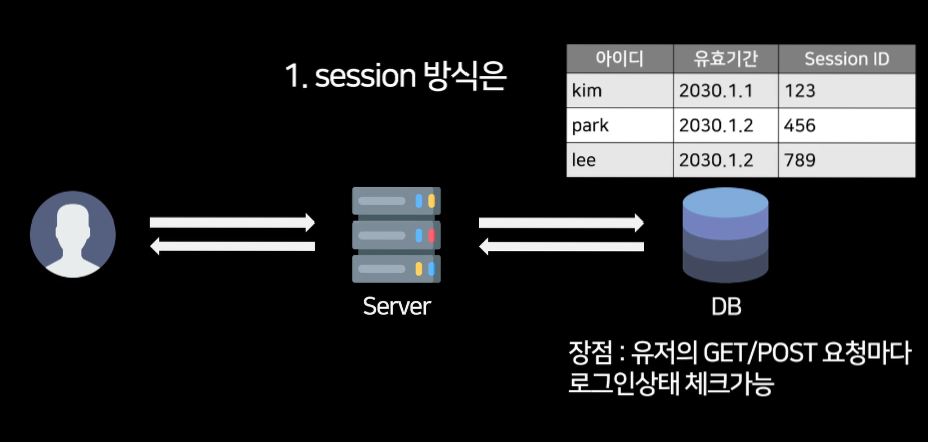 1. session 방식은
아이디 유효기간 Session ID
kim 2030.1.1 123
park 2030.1.2 456
lee 2030.1.2 789
Server
DB
장점 : 유저의 GET/POST 요청마다
로그인상태 체크가능